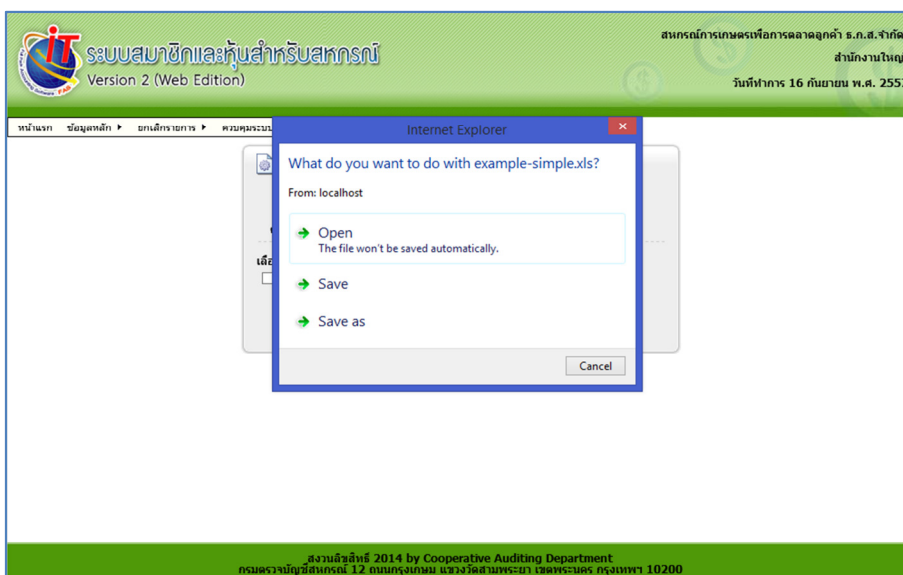 สหกรณ์การเกษตรเพื่อการตลาดลูกค้า ธ.ก.ส.จำกัด
ระบบสมาชิกและหุ้นสำหรับสหกรณ์
สำนักงานใหญ่
Version 2 (Web Edition)
วันที่ทำการ 16 กันยายน พ.ศ. 255
หน้าแรก ข้อมูลหลัก ยกเลิกรายการ ควบคุมระบบ
Internet Explorer
What do you want to do with example-simple.xls?
From: localhost
Open
The file won't be saved automatically.
Save
Save as
Cancel
สงวนลิขสิทธิ์ 2014 by Cooperative Auditing Department
กรมตรวจบัญชีสหกรณ์ 12 ถนนกรุงเกษม แขวงวัดสามพระยา เขตพระนคร กรุงเทพฯ 10200